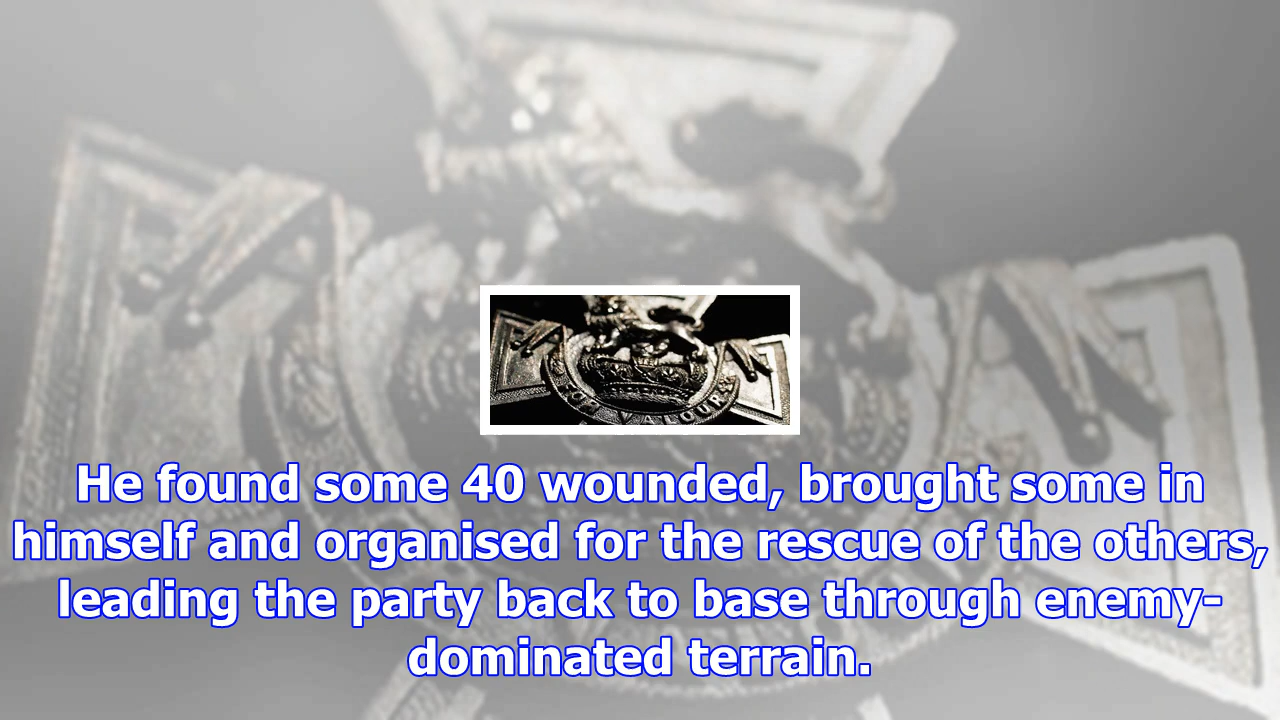 FOR VALOUR
He found some 40 wounded, brought some in
himself and organised for the rescue of the others,
leading the party back to base through enemy-
dominated terrain.